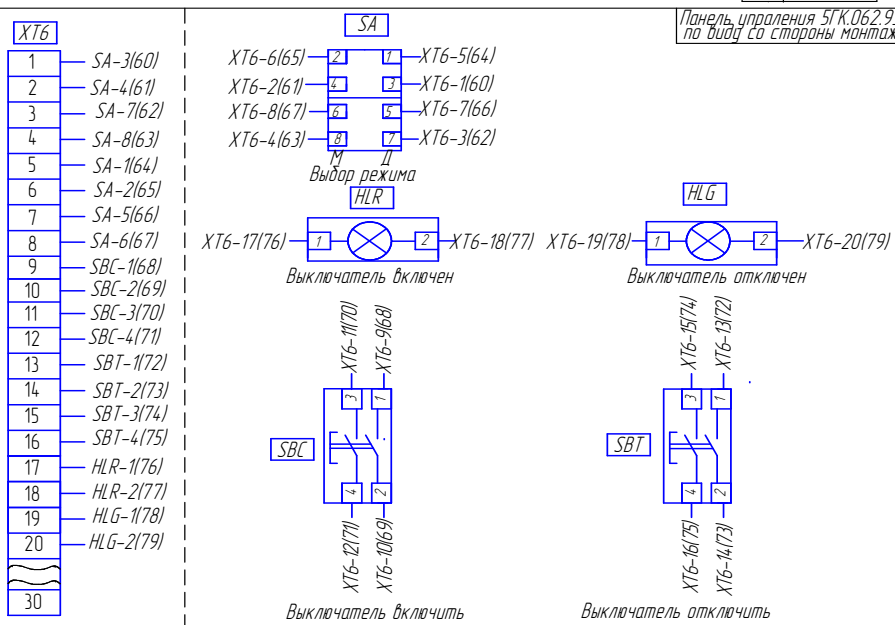 Панель упраления 5ГК.062.9
по виду со стороны монтаж
XT6
1 SA-3(60)
2 SA-4(61)
3 SA-7(62)
4 SA-8(63)
5 SA-1(64)
6 SA-2(65)
7 SA-5(66)
8 SA-6(67)
9 SBC-1(68)
10 SBC-2(69)
11 SBC-3(70)
12 SBC-4(71)
13 SBT-1(72)
14 SBT-2(73)
15 SBT-3(74)
16 SBT-4(75)
17 HLR-1(76)
18 HLR-2(77)
19 HLG-1(78)
20 HLG-2(79)
30
SA
XT6-6(65) 2 1 XT6-5(64)
XT6-2(61) 4 3 XT6-1(60)
XT6-8(67) 6 5 XT6-7(66)
XT6-4(63) 8 7 XT6-3(62)
М Д
Выбор режима
HLR
XT6-17(76) 1 2 XT6-18(77)
Выключатель включен
HLG
XT6-19(78) 1 2 XT6-20(79)
Выключатель отключен
XT6-11(70) XT6-9(68)
3 1
SBC
4 2
XT6-12(71) XT6-10(69)
Выключатель включить
XT6-15(74) XT6-13(72)
3 1
SBT
4 2
XT6-16(75) XT6-14(73)
Выключатель отключить